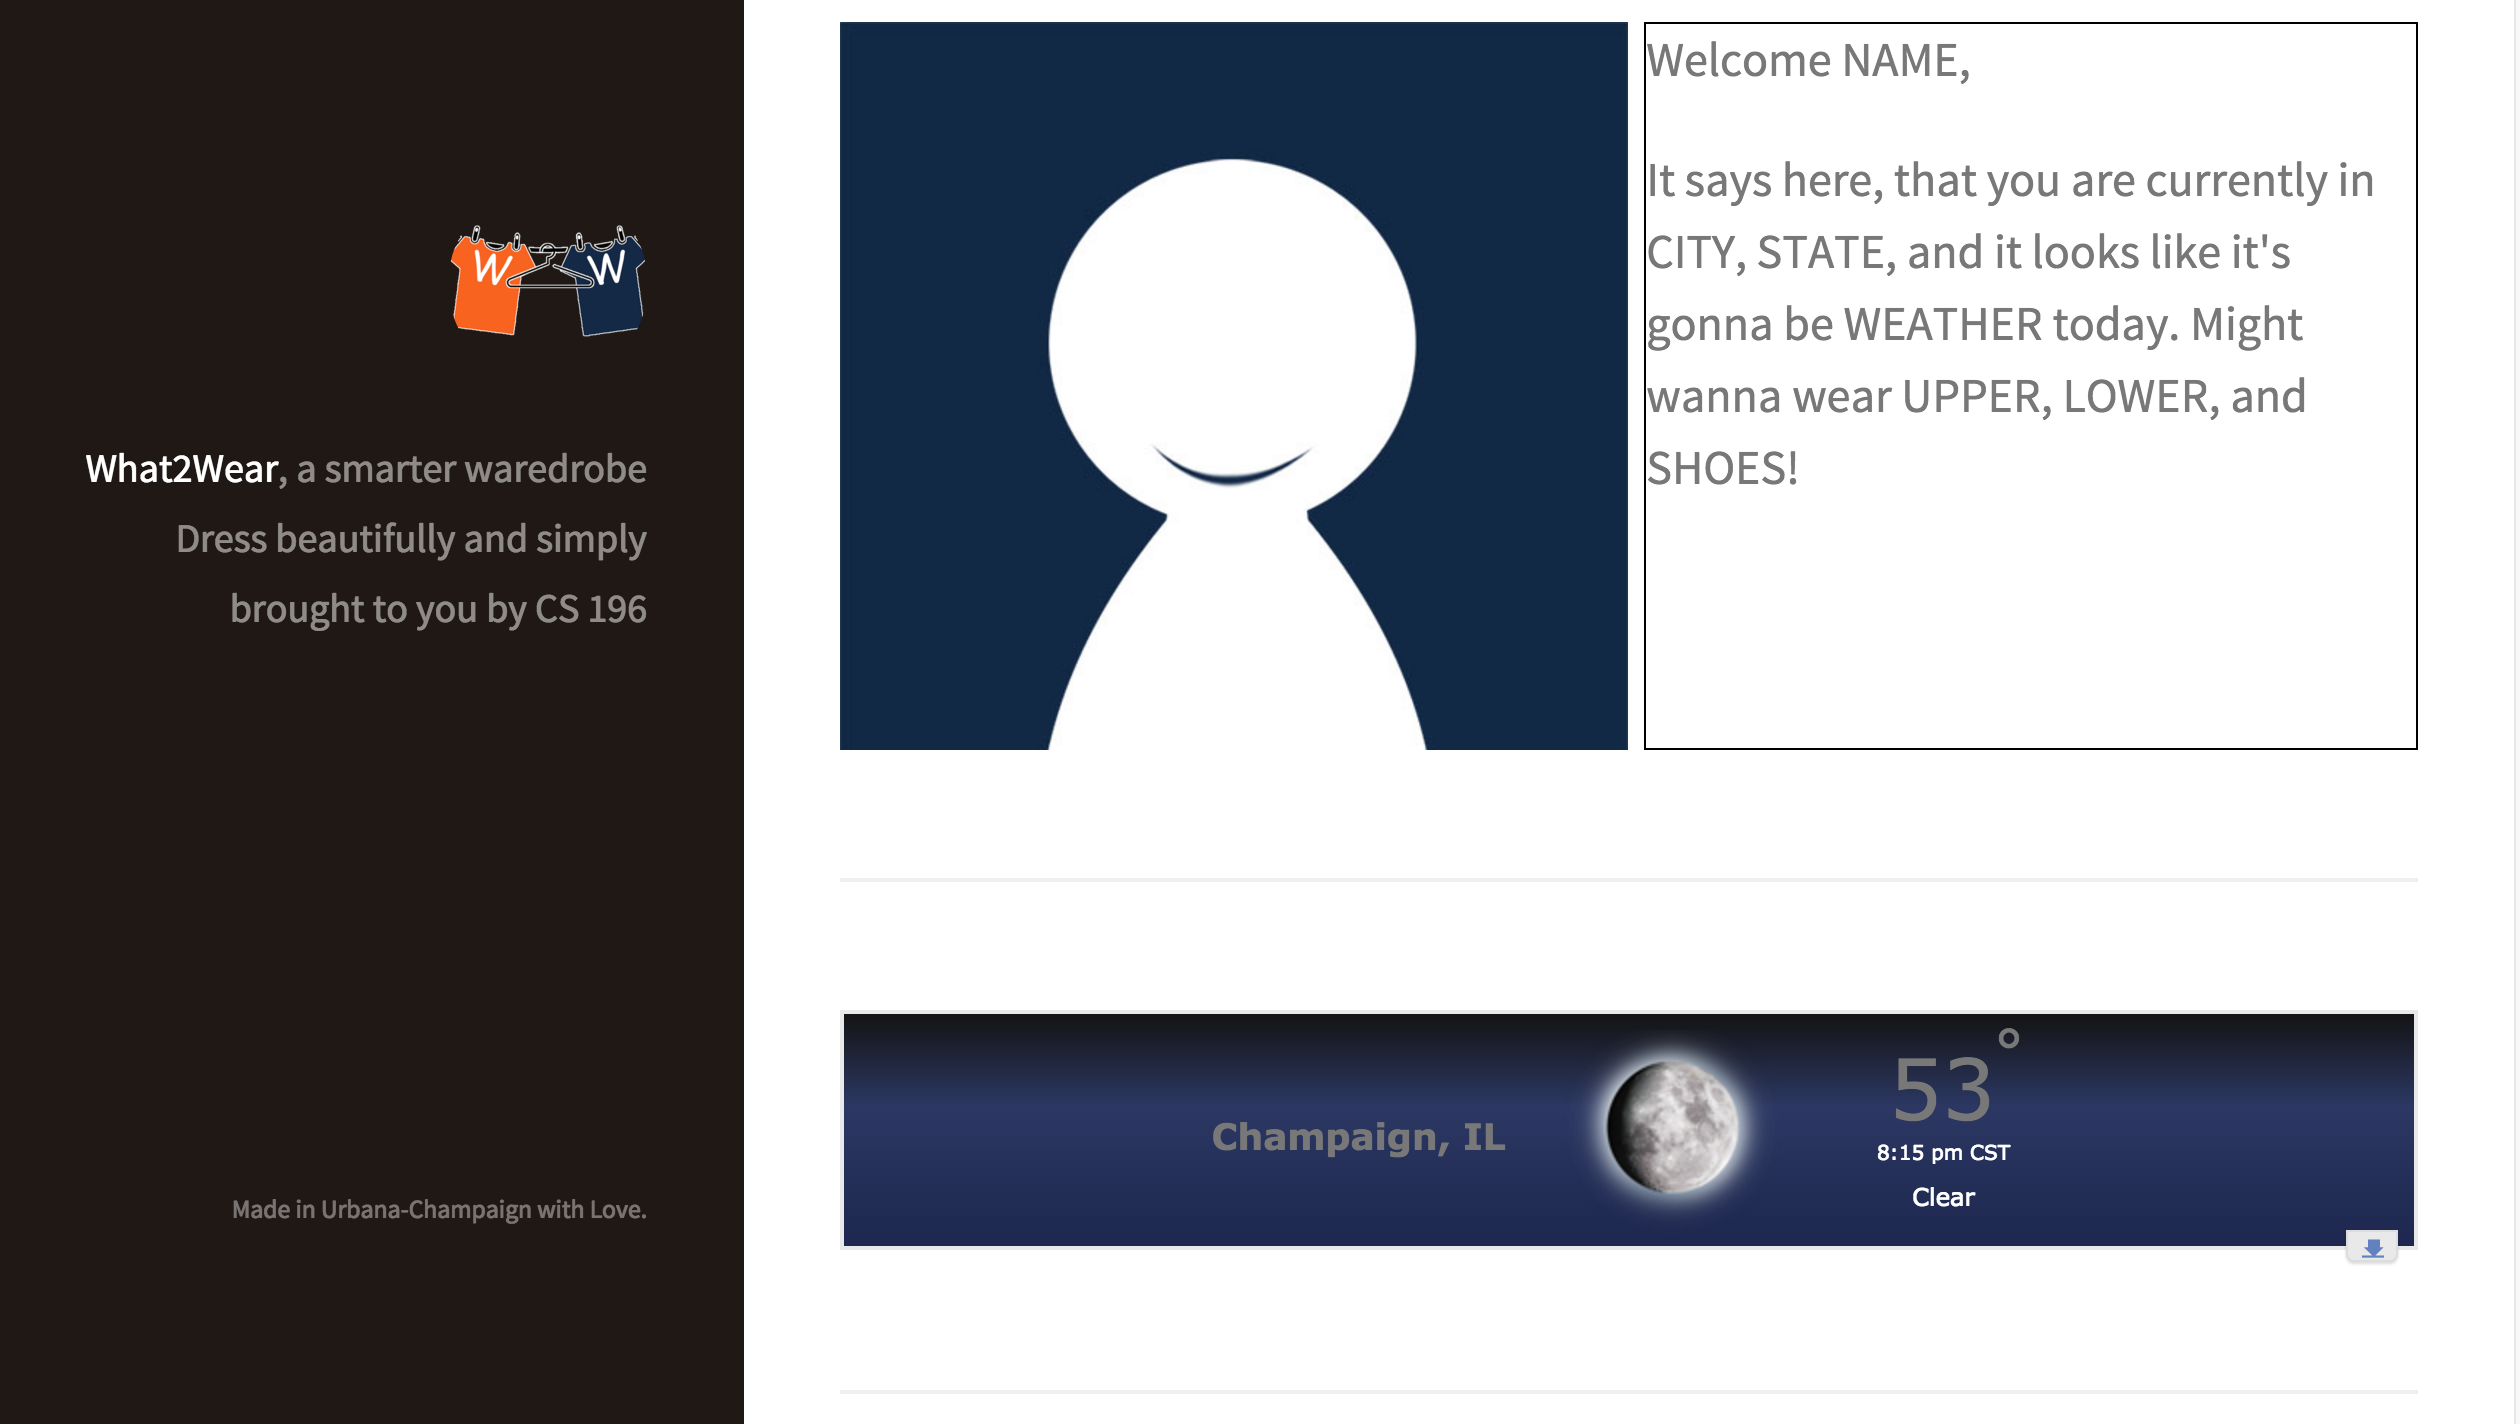 W W
What2Wear, a smarter waredrobe
Dress beautifully and simply
brought to you by CS 196
Made in Urbana-Champaign with Love.
Welcome NAME,
It says here, that you are currently in
CITY, STATE, and it looks like it's
gonna be WEATHER today. Might
wanna wear UPPER, LOWER, and
SHOES!
Champaign, IL
53°
8:15 pm CST
Clear